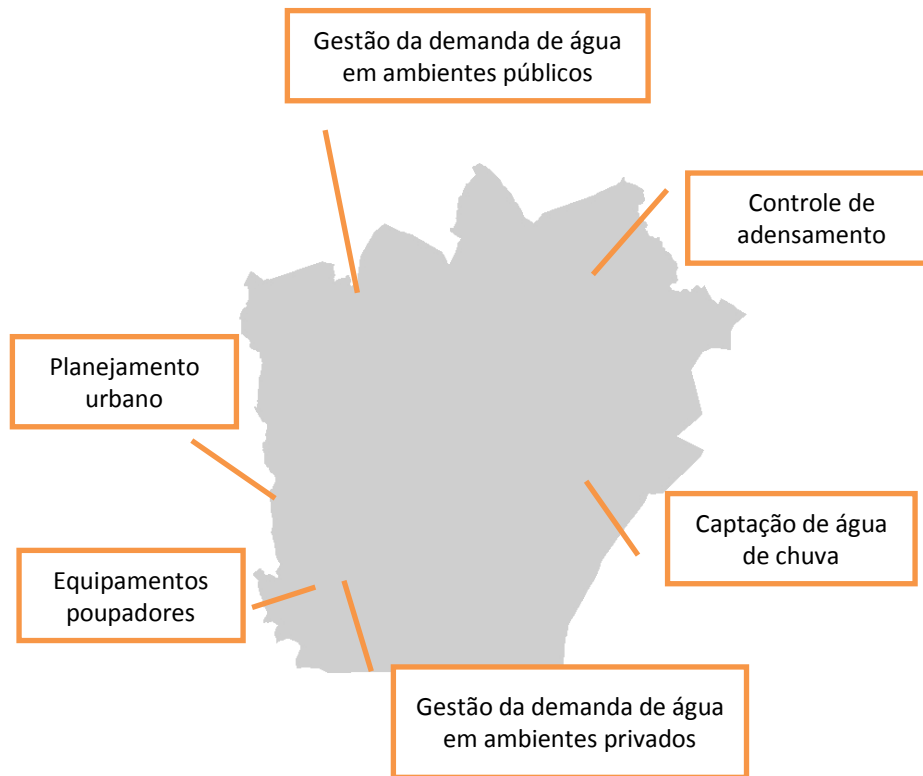 Gestão da demanda de água
em ambientes públicos
Controle de
adensamento
Planejamento
urbano
Captação de água
de chuva
Equipamentos
poupadores
Gestão da demanda de água
em ambientes privados